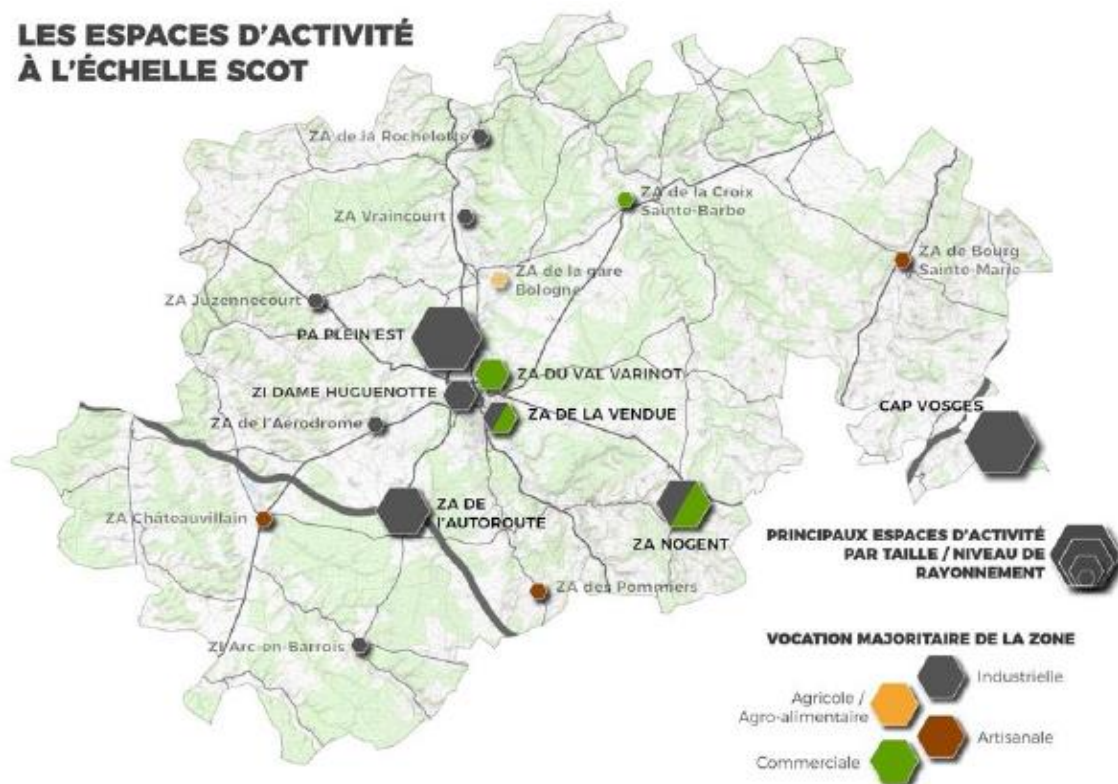 LES ESPACES D'ACTIVITÉ
À L'ÉCHELLE SCOT
ZA de la Rochelotte
ZA de la Croix
Sainte-Barbe
ZA Vraincourt
ZA de Bourg
Sainte-Marie
ZA de la gare
Bologne
ZA Juzennecourt
PA PLEIN EST
ZA DU VAL VARINOT
ZI DAME HUGUENOTTE
CAP VOSGES
ZA DE LA VENDUE
ZA de l'Aérodrome
ZA DE
l'AUTOROUTE
ZA Châteauvillain
ZA NOGENT
PRINCIPAUX ESPACES D'ACTIVITÉ
PAR TAILLE / NIVEAU DE
RAYONNEMENT
ZA des Pommiers
ZI Arc-en-Barrois
VOCATION MAJORITAIRE DE LA ZONE
Industrielle
Agricole /
Agro-alimentaire
Artisanale
Commerciale